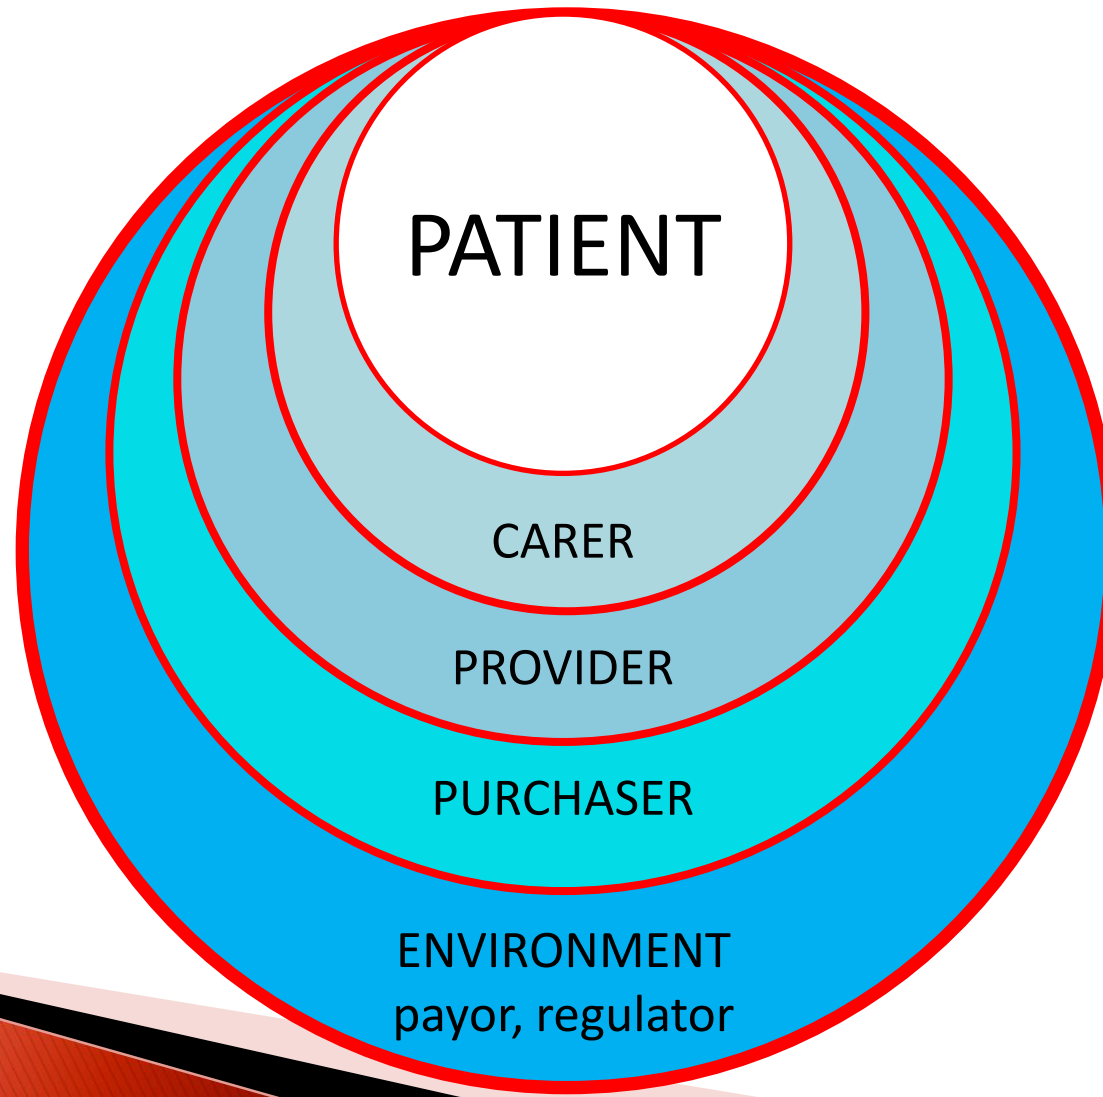 PATIENT
CARER
PROVIDER
PURCHASER
ENVIRONMENT
payor, regulator